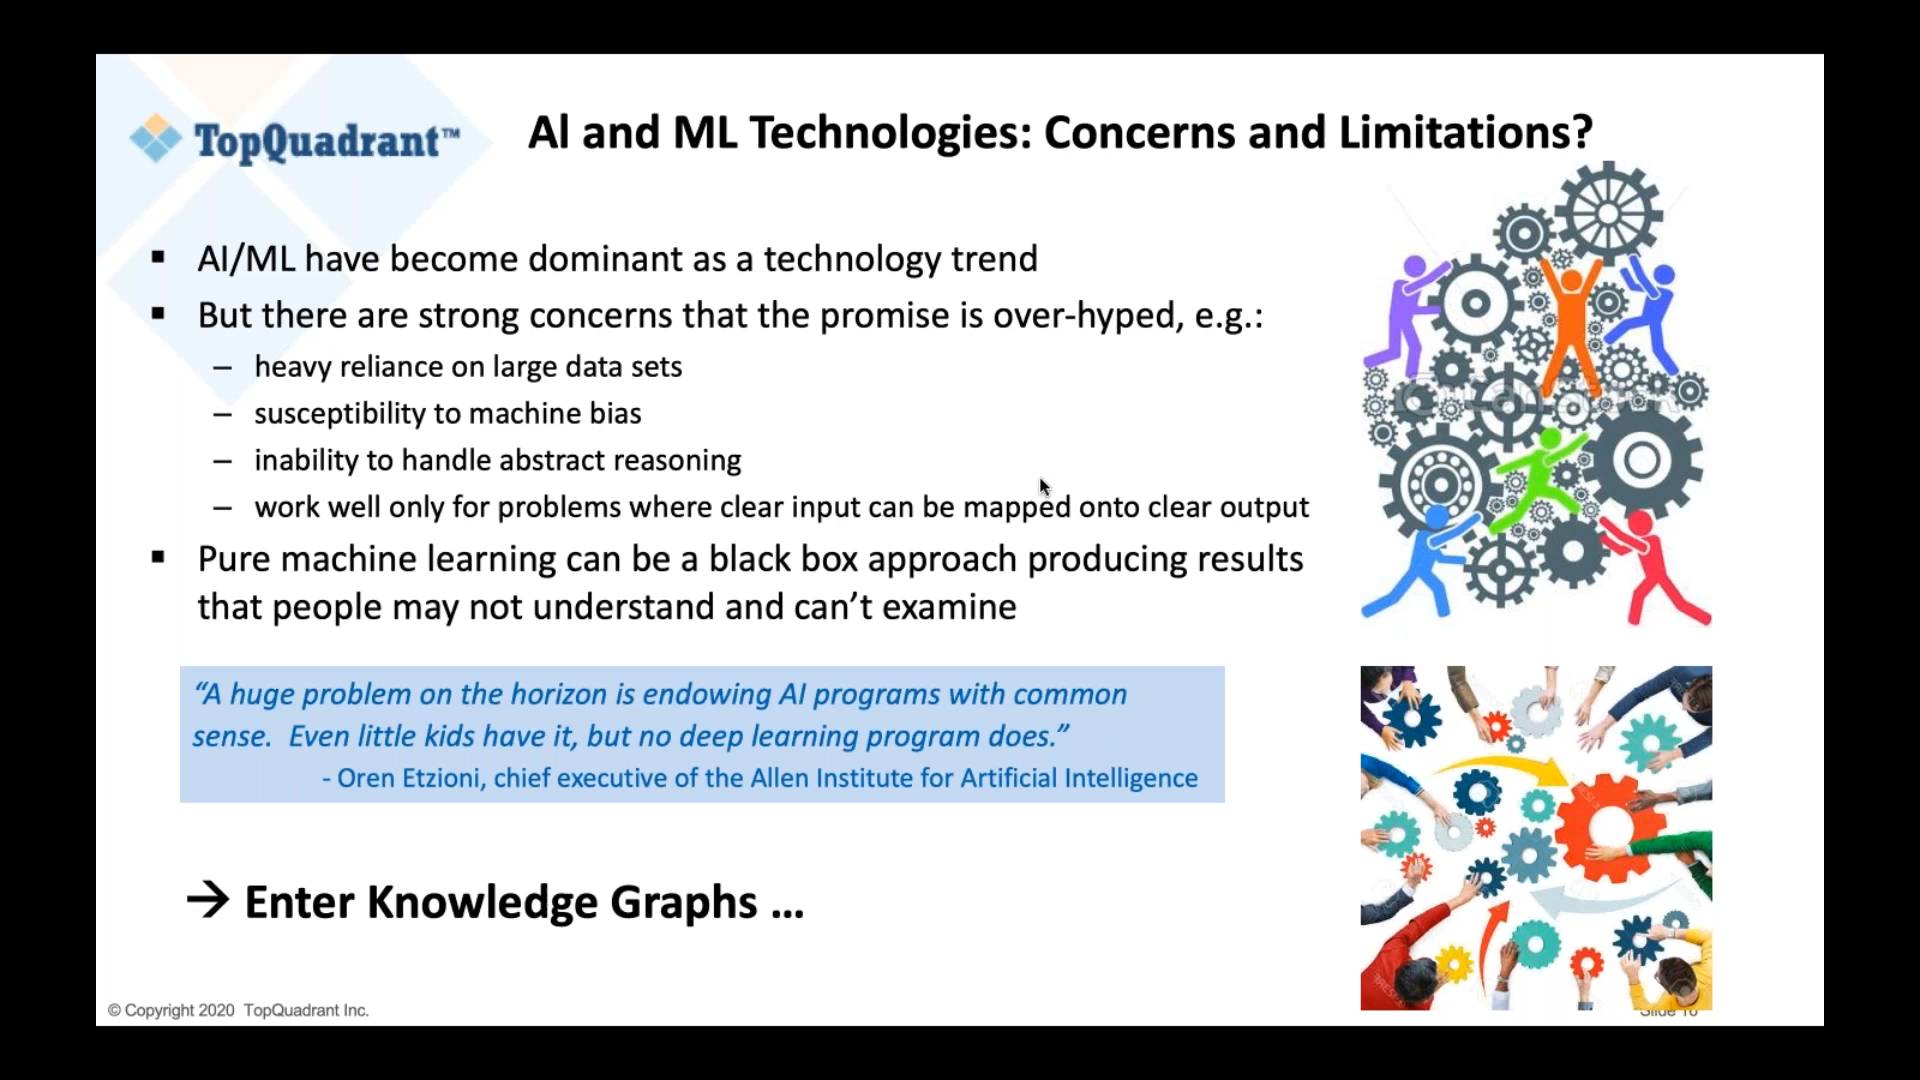 TopQuadrant™
AI and ML Technologies: Concerns and Limitations?
▪ AI/ML have become dominant as a technology trend
▪ But there are strong concerns that the promise is over-hyped, e.g.:
– heavy reliance on large data sets
– susceptibility to machine bias
– inability to handle abstract reasoning
– work well only for problems where clear input can be mapped onto clear output
▪ Pure machine learning can be a black box approach producing results
that people may not understand and can’t examine
“A huge problem on the horizon is endowing AI programs with common
sense.  Even little kids have it, but no deep learning program does.”
- Oren Etzioni, chief executive of the Allen Institute for Artificial Intelligence
→ Enter Knowledge Graphs ...
© Copyright 2020  TopQuadrant Inc.